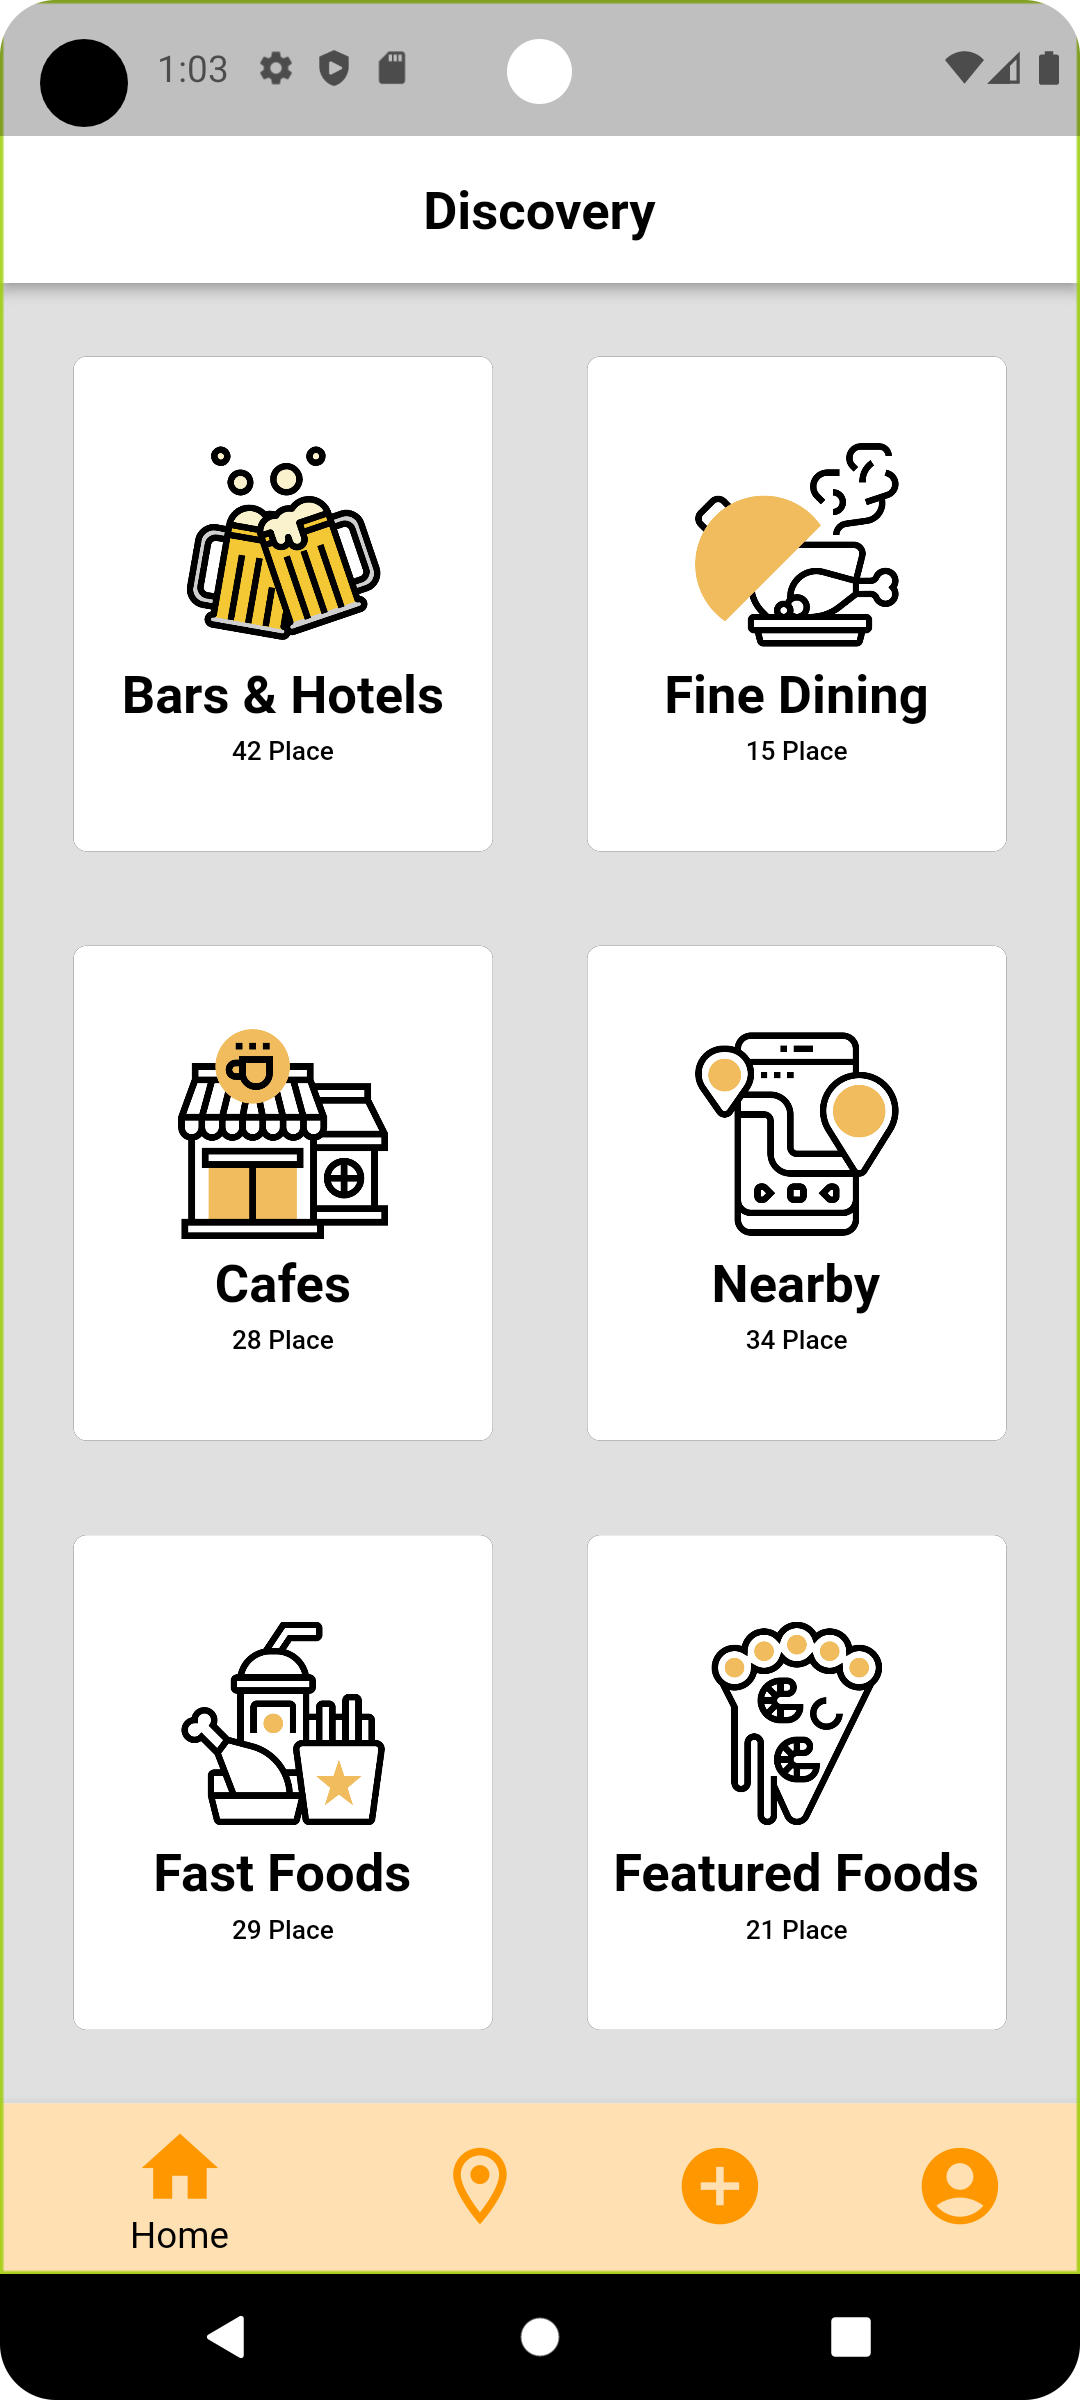 1:03
Discovery
Bars & Hotels
42 Place
Fine Dining
15 Place
Cafes
28 Place
Nearby
34 Place
Fast Foods
29 Place
Featured Foods
21 Place
Home